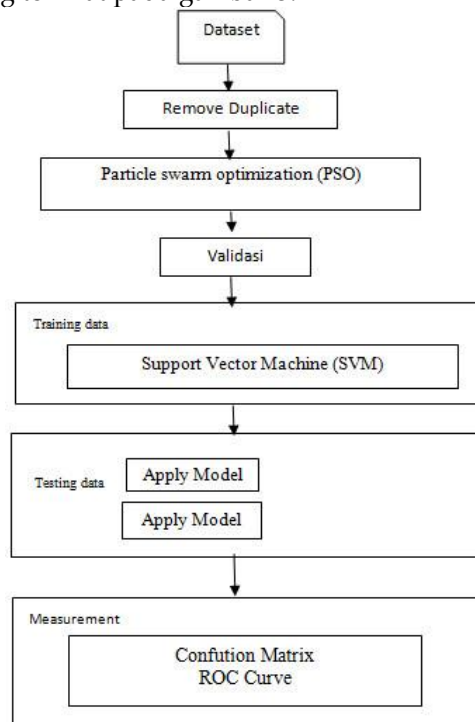 Dataset
Remove Duplicate
Particle swarm optimization (PSO)
Validasi
Training data
Support Vector Machine (SVM)
Testing data
Apply Model
Apply Model
Measurement
Confution Matrix
ROC Curve